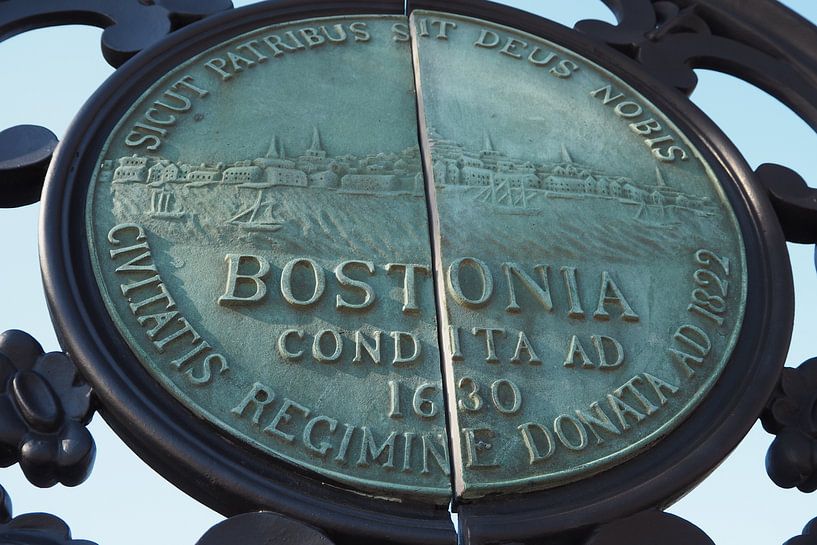 SICUT PATRIBUS SIT DEUS NOBIS
BOSTONIA
CONDITA AD
1630
CIVITATIS REGIMINE DONATA AD 1822